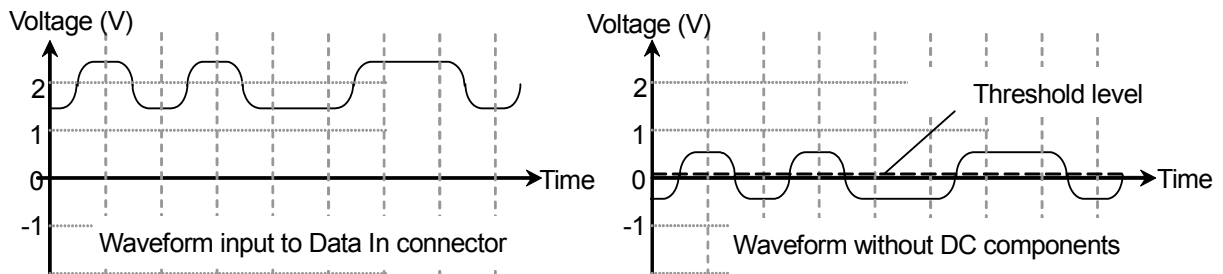 Voltage (V)
2
1
0
-1
Time
Waveform input to Data In connector
Voltage (V)
2
1
0
-1
Threshold level
Time
Waveform without DC components